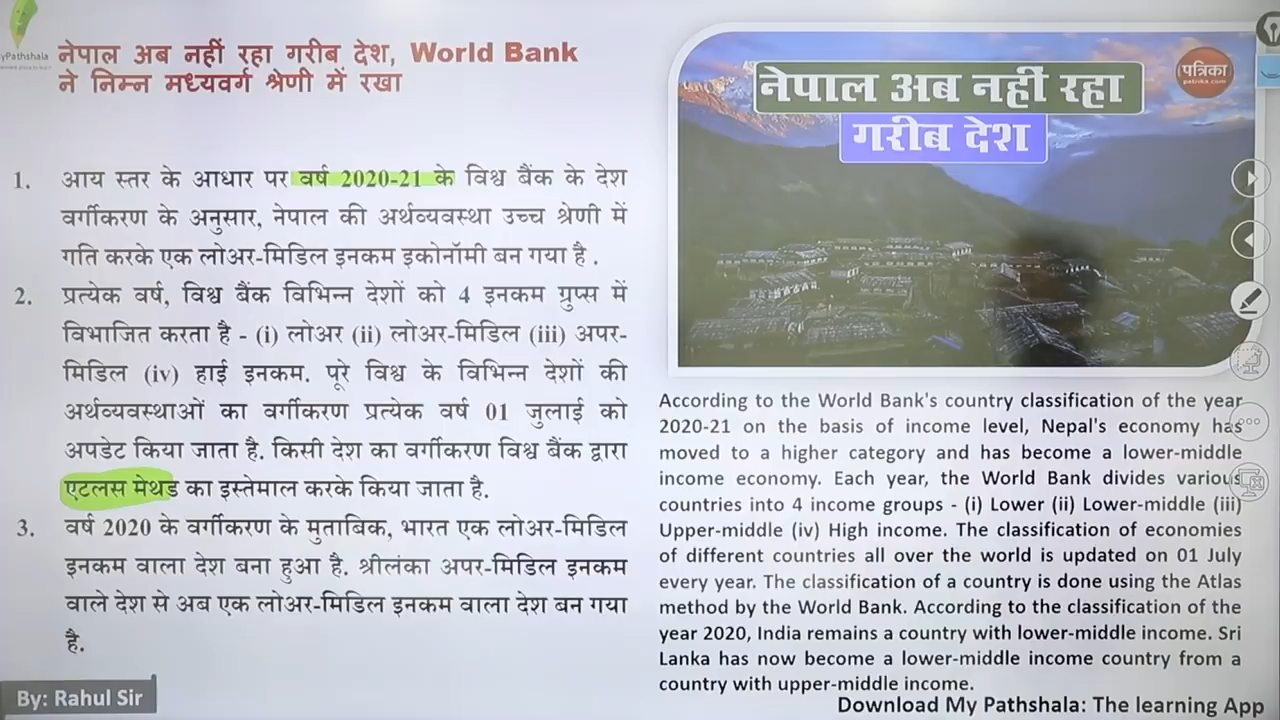 yPathshala
नेपाल अब नहीं रहा गरीब देश, World Bank
ने निम्न मध्यवर्ग श्रेणी में रखा
1. आय स्तर के आधार पर वर्ष 2020-21 के विश्व बैंक के देश
वर्गीकरण के अनुसार, नेपाल की अर्थव्यवस्था उच्च श्रेणी में
गति करके एक लोअर-मिडिल इनकम इकोनॉमी बन गया है .
2. प्रत्येक वर्ष, विश्व बैंक विभिन्न देशों को 4 इनकम ग्रुप्स में
विभाजित करता है - (i) लोअर (ii) लोअर-मिडिल (iii) अपर-
मिडिल (iv) हाई इनकम. पूरे विश्व के विभिन्न देशों की
अर्थव्यवस्थाओं का वर्गीकरण प्रत्येक वर्ष 01 जुलाई को
अपडेट किया जाता है. किसी देश का वर्गीकरण विश्व बैंक द्वारा
एटलस मेथड का इस्तेमाल करके किया जाता है.
3. वर्ष 2020 के वर्गीकरण के मुताबिक, भारत एक लोअर-मिडिल
इनकम वाला देश बना हुआ है. श्रीलंका अपर-मिडिल इनकम
वाले देश से अब एक लोअर-मिडिल इनकम वाला देश बन गया
है.
By: Rahul Sir
नेपाल अब नहीं रहा
गरीब देश
पत्रिका
patrika.com
According to the World Bank's country classification of the year
2020-21 on the basis of income level, Nepal's economy has
moved to a higher category and has become a lower-middle
income economy. Each year, the World Bank divides various
countries into 4 income groups - (i) Lower (ii) Lower-middle (iii)
Upper-middle (iv) High income. The classification of economies
of different countries all over the world is updated on 01 July
every year. The classification of a country is done using the Atlas
method by the World Bank. According to the classification of the
year 2020, India remains a country with lower-middle income. Sri
Lanka has now become a lower-middle income country from a
country with upper-middle income.
Download My Pathshala: The learning App